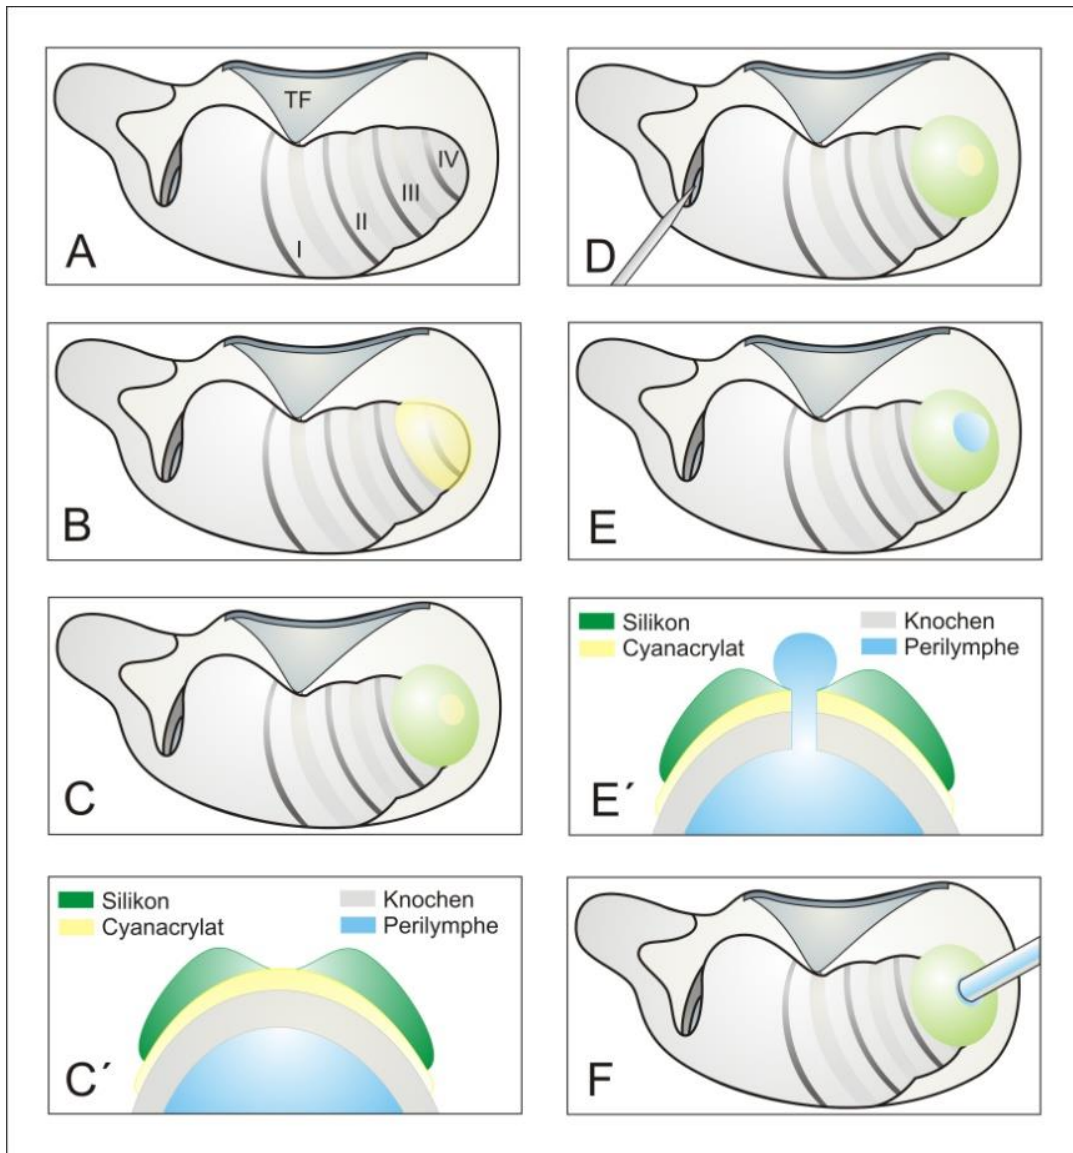 TF
IV
III
II
I
A
B
C
Silikon Knochen
Cyanacrylat Perilymphe
C´
D
E
Silikon Knochen
Cyanacrylat Perilymphe
E´
F